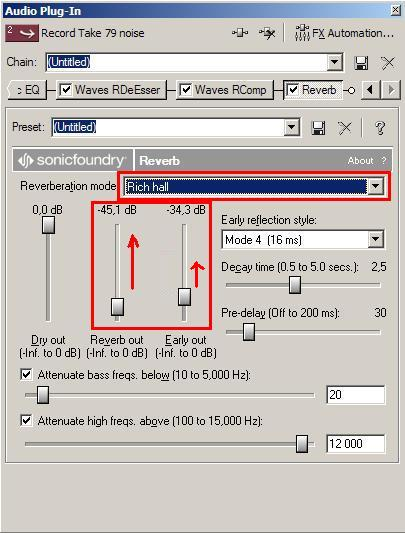 Audio Plug-In
2 Record Take 79 noise FX Automation...
Chain: (Untitled)
c EQ Waves RDeEsser Waves RComp Reverb
Preset: (Untitled) ?
sonicfoundry Reverb About ?
Reverberation mode: Rich hall
0,0 dB -45,1 dB -34,3 dB
Early reflection style:
Mode 4 (16 ms)
Decay time (0.5 to 5.0 secs.): 2,5
Pre-delay (Off to 200 ms): 30
Dry out Reverb out Early out
(-Inf. to 0 dB) (-Inf. to 0 dB) (-Inf. to 0 dB)
Attenuate bass freqs. below (10 to 5,000 Hz):
20
Attenuate high freqs. above (100 to 15,000 Hz):
12 000